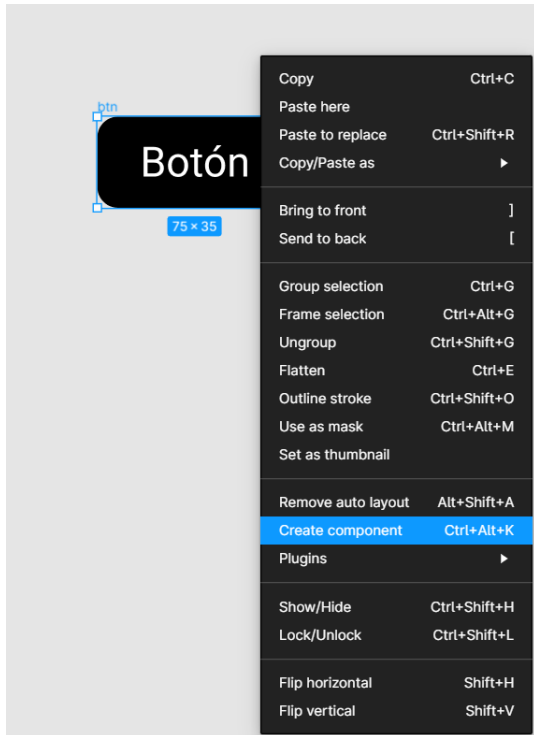 btn
Botón
75 × 35
Copy Ctrl+C
Paste here
Paste to replace Ctrl+Shift+R
Copy/Paste as
Bring to front ]
Send to back [
Group selection Ctrl+G
Frame selection Ctrl+Alt+G
Ungroup Ctrl+Shift+G
Flatten Ctrl+E
Outline stroke Ctrl+Shift+O
Use as mask Ctrl+Alt+M
Set as thumbnail
Remove auto layout Alt+Shift+A
Create component Ctrl+Alt+K
Plugins
Show/Hide Ctrl+Shift+H
Lock/Unlock Ctrl+Shift+L
Flip horizontal Shift+H
Flip vertical Shift+V